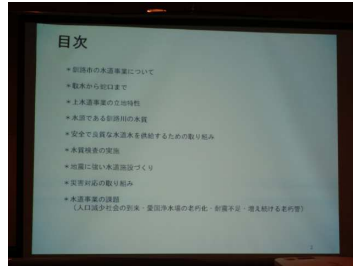 目次
*釧路市の水道事業について
*取水から蛇口まで
*上水道事業の立地特性
*水源である釧路川の水質
*安全で良質な水道水を供給するための取り組み
*水質検査の実施
*地震に強い水道施設づくり
*災害対応の取り組み
*水道事業の課題
(人口減少社会の到来・愛国浄水場の老朽化・耐震不足・増え続ける老朽管)
2